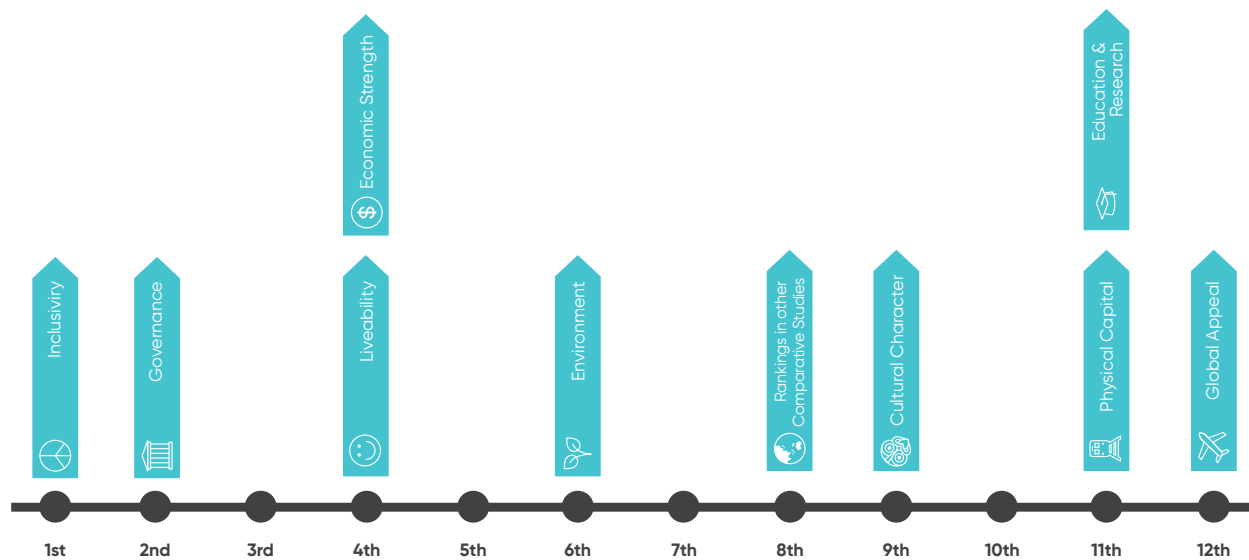 Economic Strength
Education &
Research
Inclusiviry
Governance
Liveability
Environment
Rankings in other
Comparative Studies
Cultural Character
Physical Capital
Global Appeal
$
1st
2nd
3rd
4th
5th
6th
7th
8th
9th
10th
11th
12th